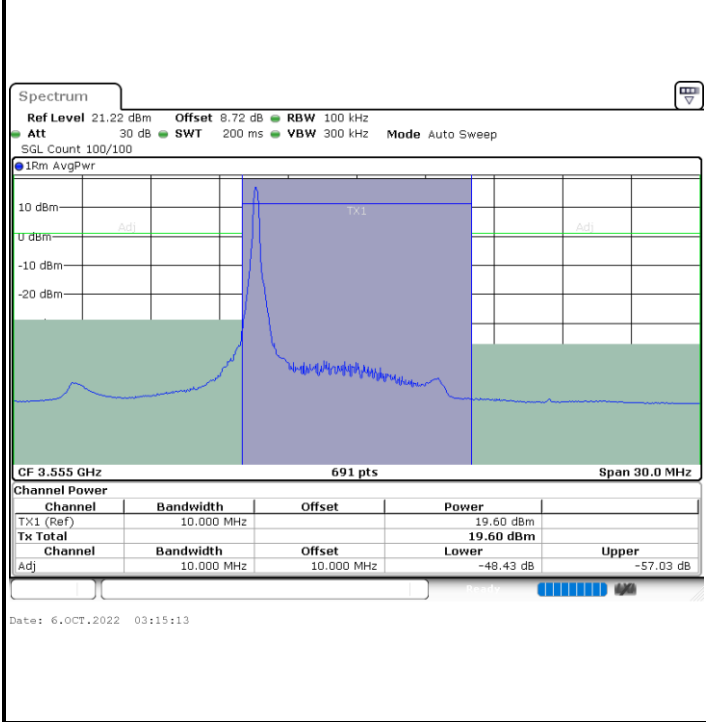 Spectrum
Ref Level 21.22 dBm Offset 8.72 dB RBW 100 kHz
Att 30 dB SWT 200 ms VBW 300 kHz Mode Auto Sweep
SGL Count 100/100
1Rm AvgPwr
10 dBm
TX1
Adj Adj
0 dBm
-10 dBm
-20 dBm
CF 3.555 GHz 691 pts Span 30.0 MHz
Channel Power
Channel Bandwidth Offset Power
TX1 (Ref) 10.000 MHz 19.60 dBm
Tx Total 19.60 dBm
Channel Bandwidth Offset Lower Upper
Adj 10.000 MHz 10.000 MHz -48.43 dB -57.03 dB
Ready
Date: 6.OCT.2022 03:15:13